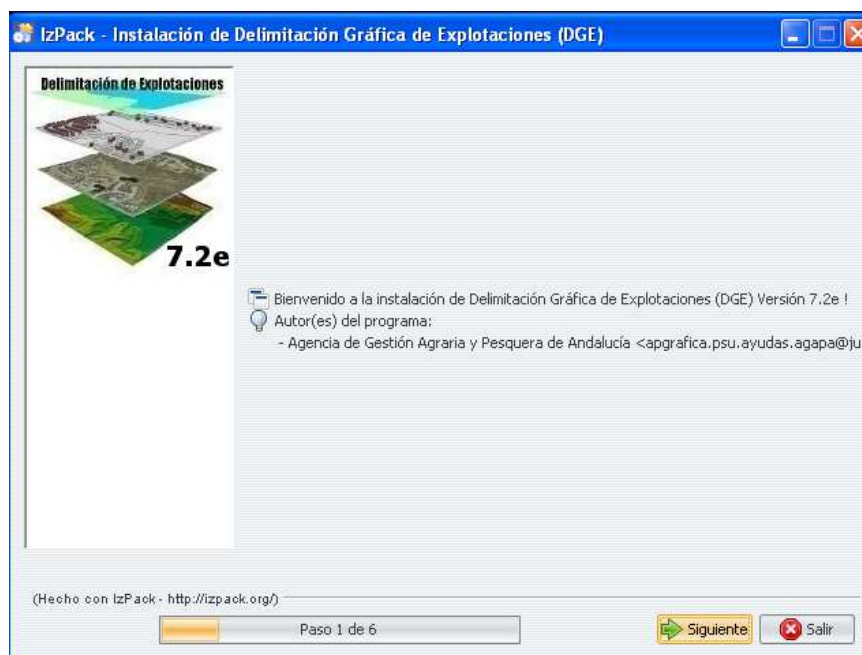 IzPack - Instalación de Delimitación Gráfica de Explotaciones (DGE)
Delimitación de Explotaciones
7.2e
Bienvenido a la instalación de Delimitación Gráfica de Explotaciones (DGE) Versión 7.2e !
Autor(es) del programa:
- Agencia de Gestión Agraria y Pesquera de Andalucía <apgrafica.psu.ayudas.agapa@ju
(Hecho con IzPack - http://izpack.org/)
Paso 1 de 6
Siguiente
Salir